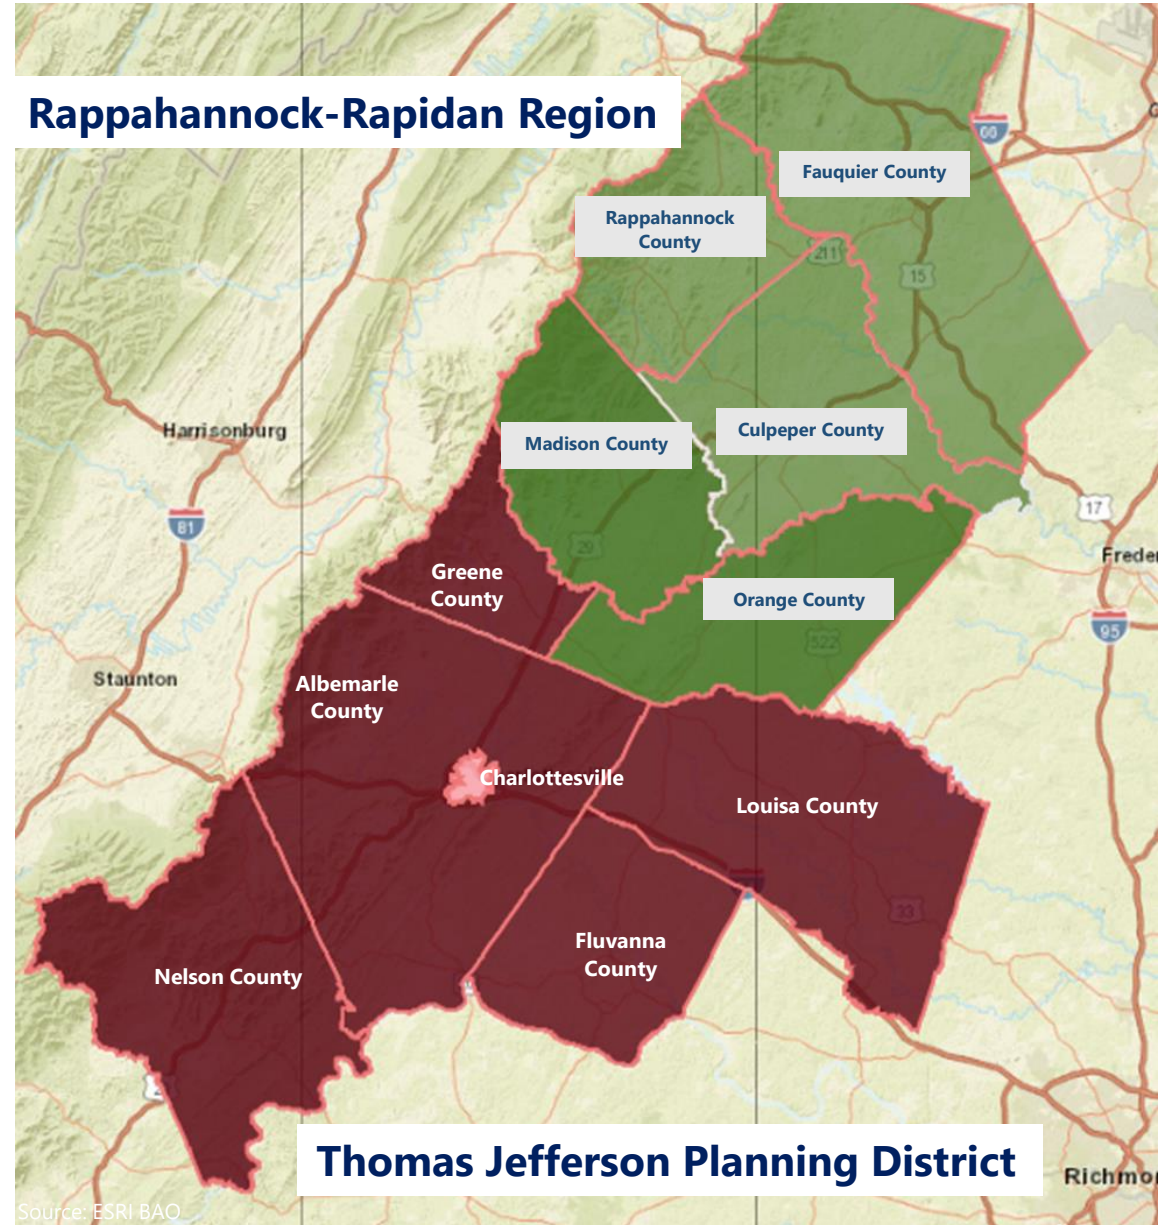 Rappahannock-Rapidan Region
66
Fauquier County
Rappahannock
County
211
15
Harrisonburg
Madison County
Culpeper County
81
17
29
Greene
County
Orange County
95
522
Staunton
Albemarle
County
Charlottesville
Louisa County
33
Fluvanna
County
Nelson County
Thomas Jefferson Planning District
Source: ESRI BAO